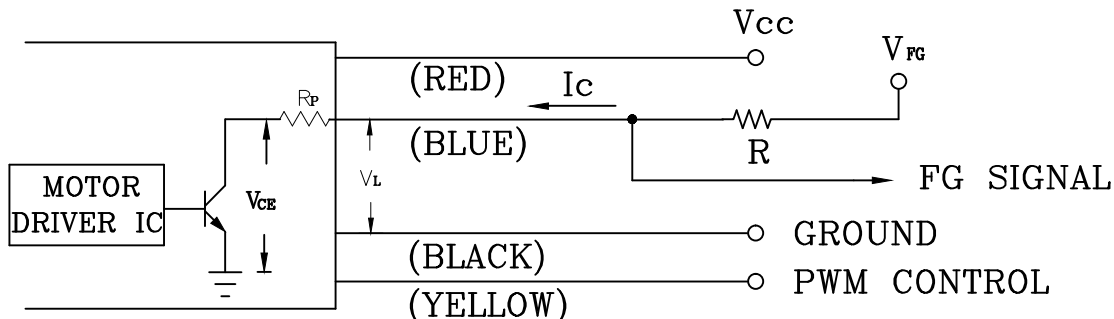 Vcc
VFG
(RED)
Ic
RP
(BLUE)
R
VL
FG SIGNAL
MOTOR
DRIVER IC
VCE
GROUND
(BLACK)
PWM CONTROL
(YELLOW)